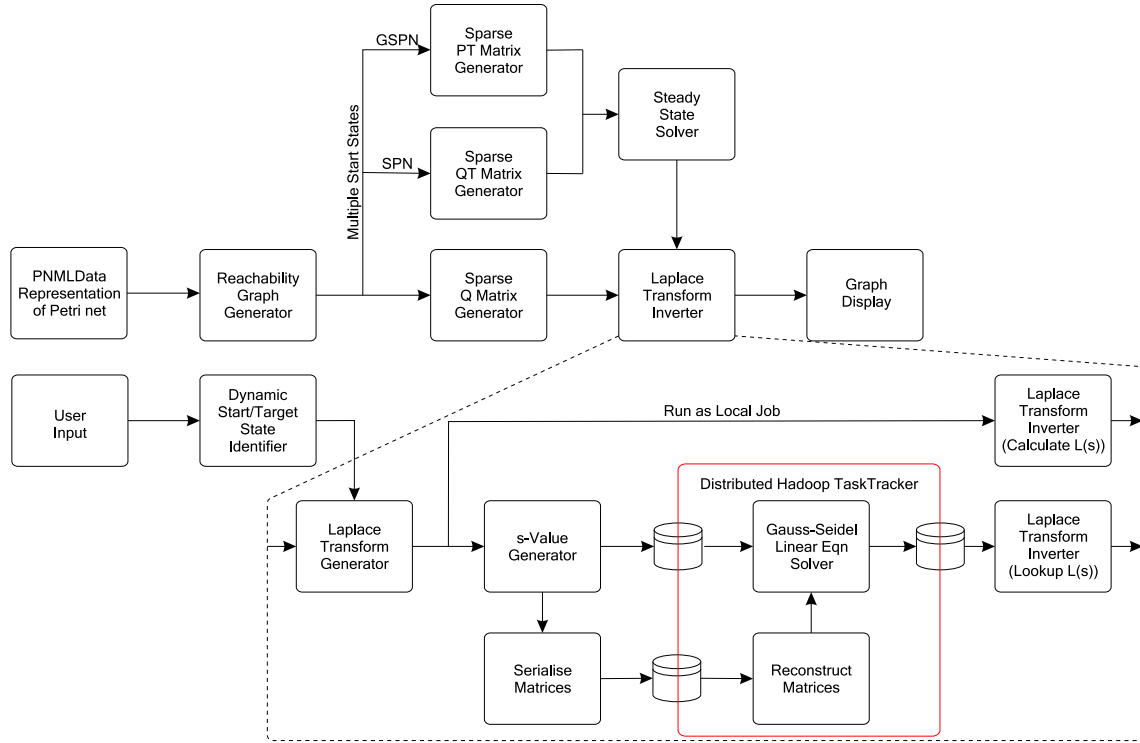 GSPN
Sparse
PT Matrix
Generator
Steady
State
Solver
Multiple Start States
SPN
Sparse
QT Matrix
Generator
PNMLData
Representation
of Petri net
Reachability
Graph
Generator
Sparse
Q Matrix
Generator
Laplace
Transform
Inverter
Graph
Display
User
Input
Dynamic
Start/Target
State
Identifier
Run as Local Job
Laplace
Transform
Inverter
(Calculate L(s))
Distributed Hadoop TaskTracker
Laplace
Transform
Generator
s-Value
Generator
Gauss-Seidel
Linear Eqn
Solver
Laplace
Transform
Inverter
(Lookup L(s))
Serialise
Matrices
Reconstruct
Matrices